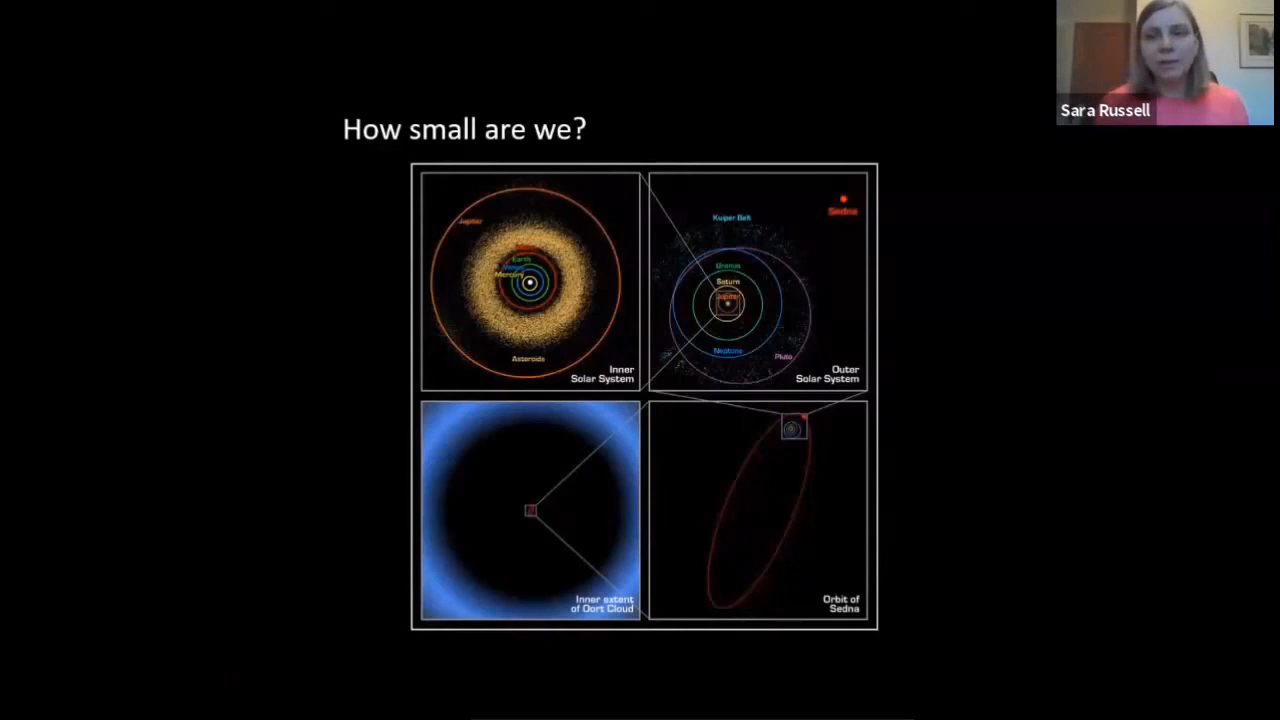 Sara Russell
How small are we?
Jupiter
Earth
Mercury
Asteroids
Inner
Solar System
Kuiper Belt
Sedna
Uranus
Saturn
Jupiter
Neptune
Pluto
Outer
Solar System
Inner extent
of Oort Cloud
Orbit of
Sedna